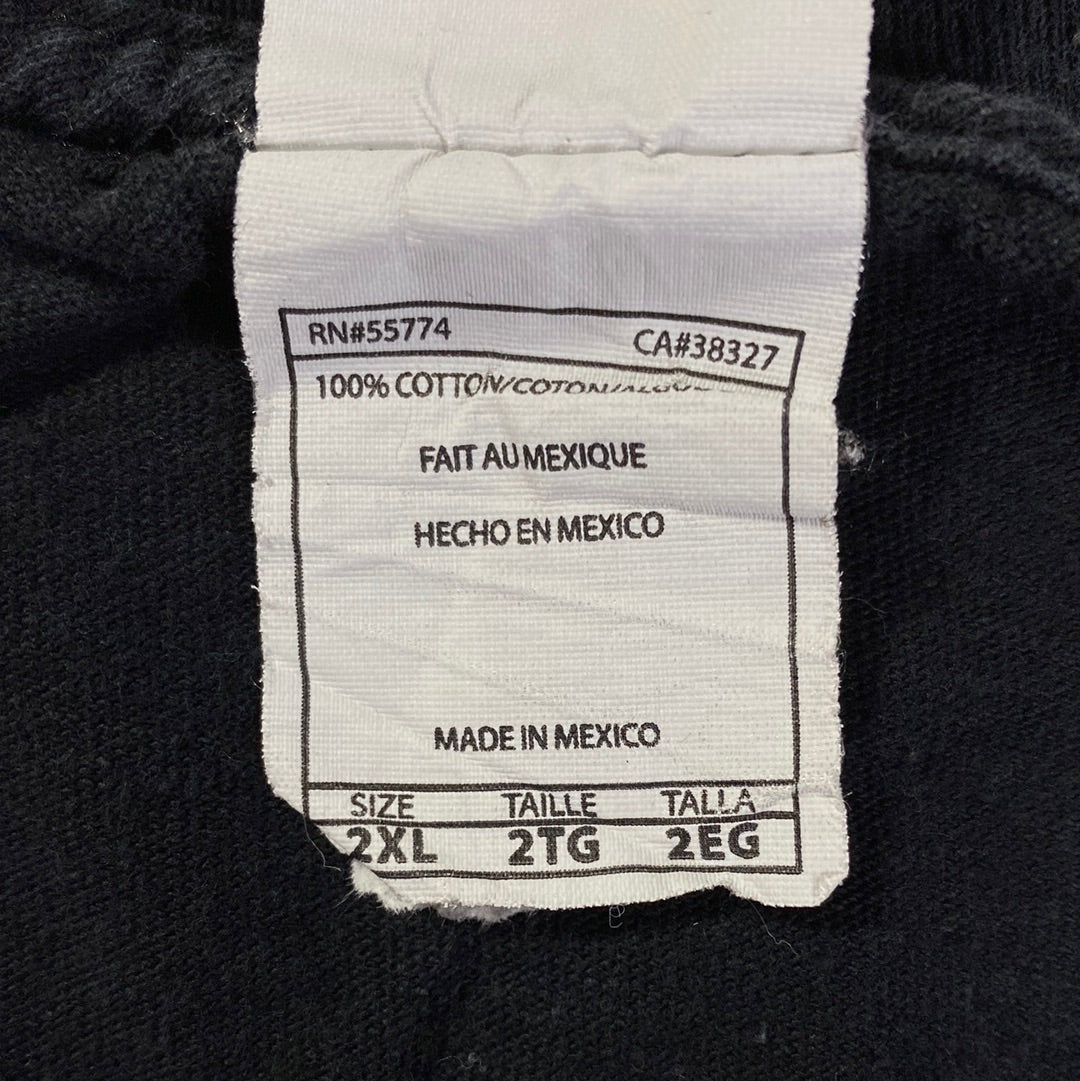 RN#55774 CA#38327
100% COTTON/COTON/
FAIT AU MEXIQUE
HECHO EN MEXICO
MADE IN MEXICO
SIZE TAILLE TALLA
2XL 2TG 2EG